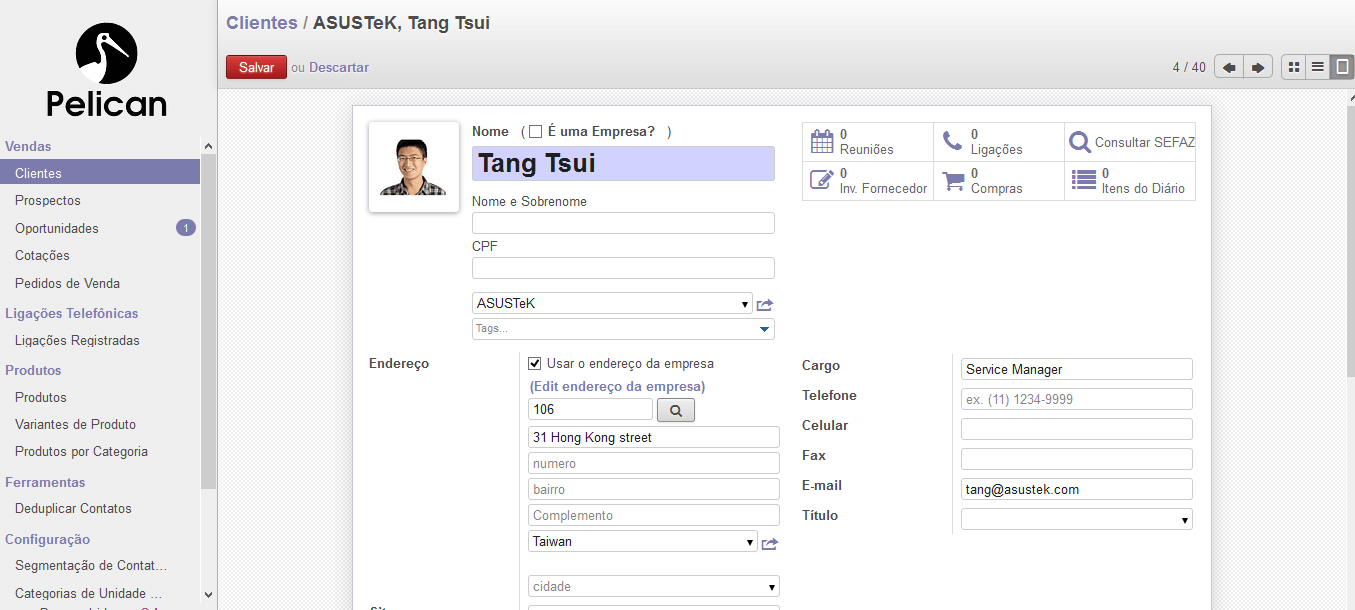 Pelican
Vendas
Clientes
Prospectos
Oportunidades 1
Cotações
Pedidos de Venda
Ligações Telefônicas
Ligações Registradas
Produtos
Produtos
Variantes de Produto
Produtos por Categoria
Ferramentas
Deduplicar Contatos
Configuração
Segmentação de Contat...
Categorias de Unidade ...
Clientes / ASUSTeK, Tang Tsui
Salvar ou Descartar
4 / 40
Nome ( É uma Empresa? )
Tang Tsui
Nome e Sobrenome
CPF
ASUSTeK
Tags...
0
Reuniões
0
Ligações
Consultar SEFAZ
0
Inv. Fornecedor
0
Compras
0
Itens do Diário
Endereço
Usar o endereço da empresa
(Edit endereço da empresa)
106
31 Hong Kong street
numero
bairro
Complemento
Taiwan
cidade
Cargo
Service Manager
Telefone
ex. (11) 1234-9999
Celular
Fax
E-mail
tang@asustek.com
Título